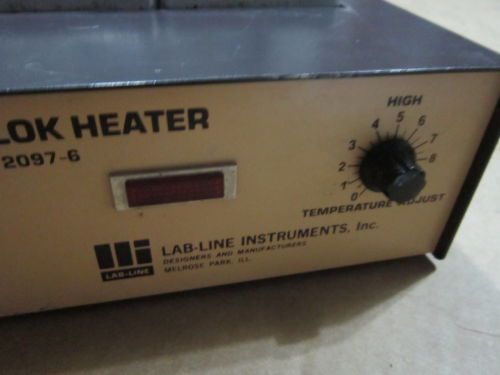 LOK HEATER
2097-6
HIGH
0
1
2
3
4
5
6
7
8
TEMPERATURE ADJUST
LAB-LINE
LAB-LINE INSTRUMENTS, Inc.
DESIGNERS AND MANUFACTURERS
MELROSE PARK, ILL.